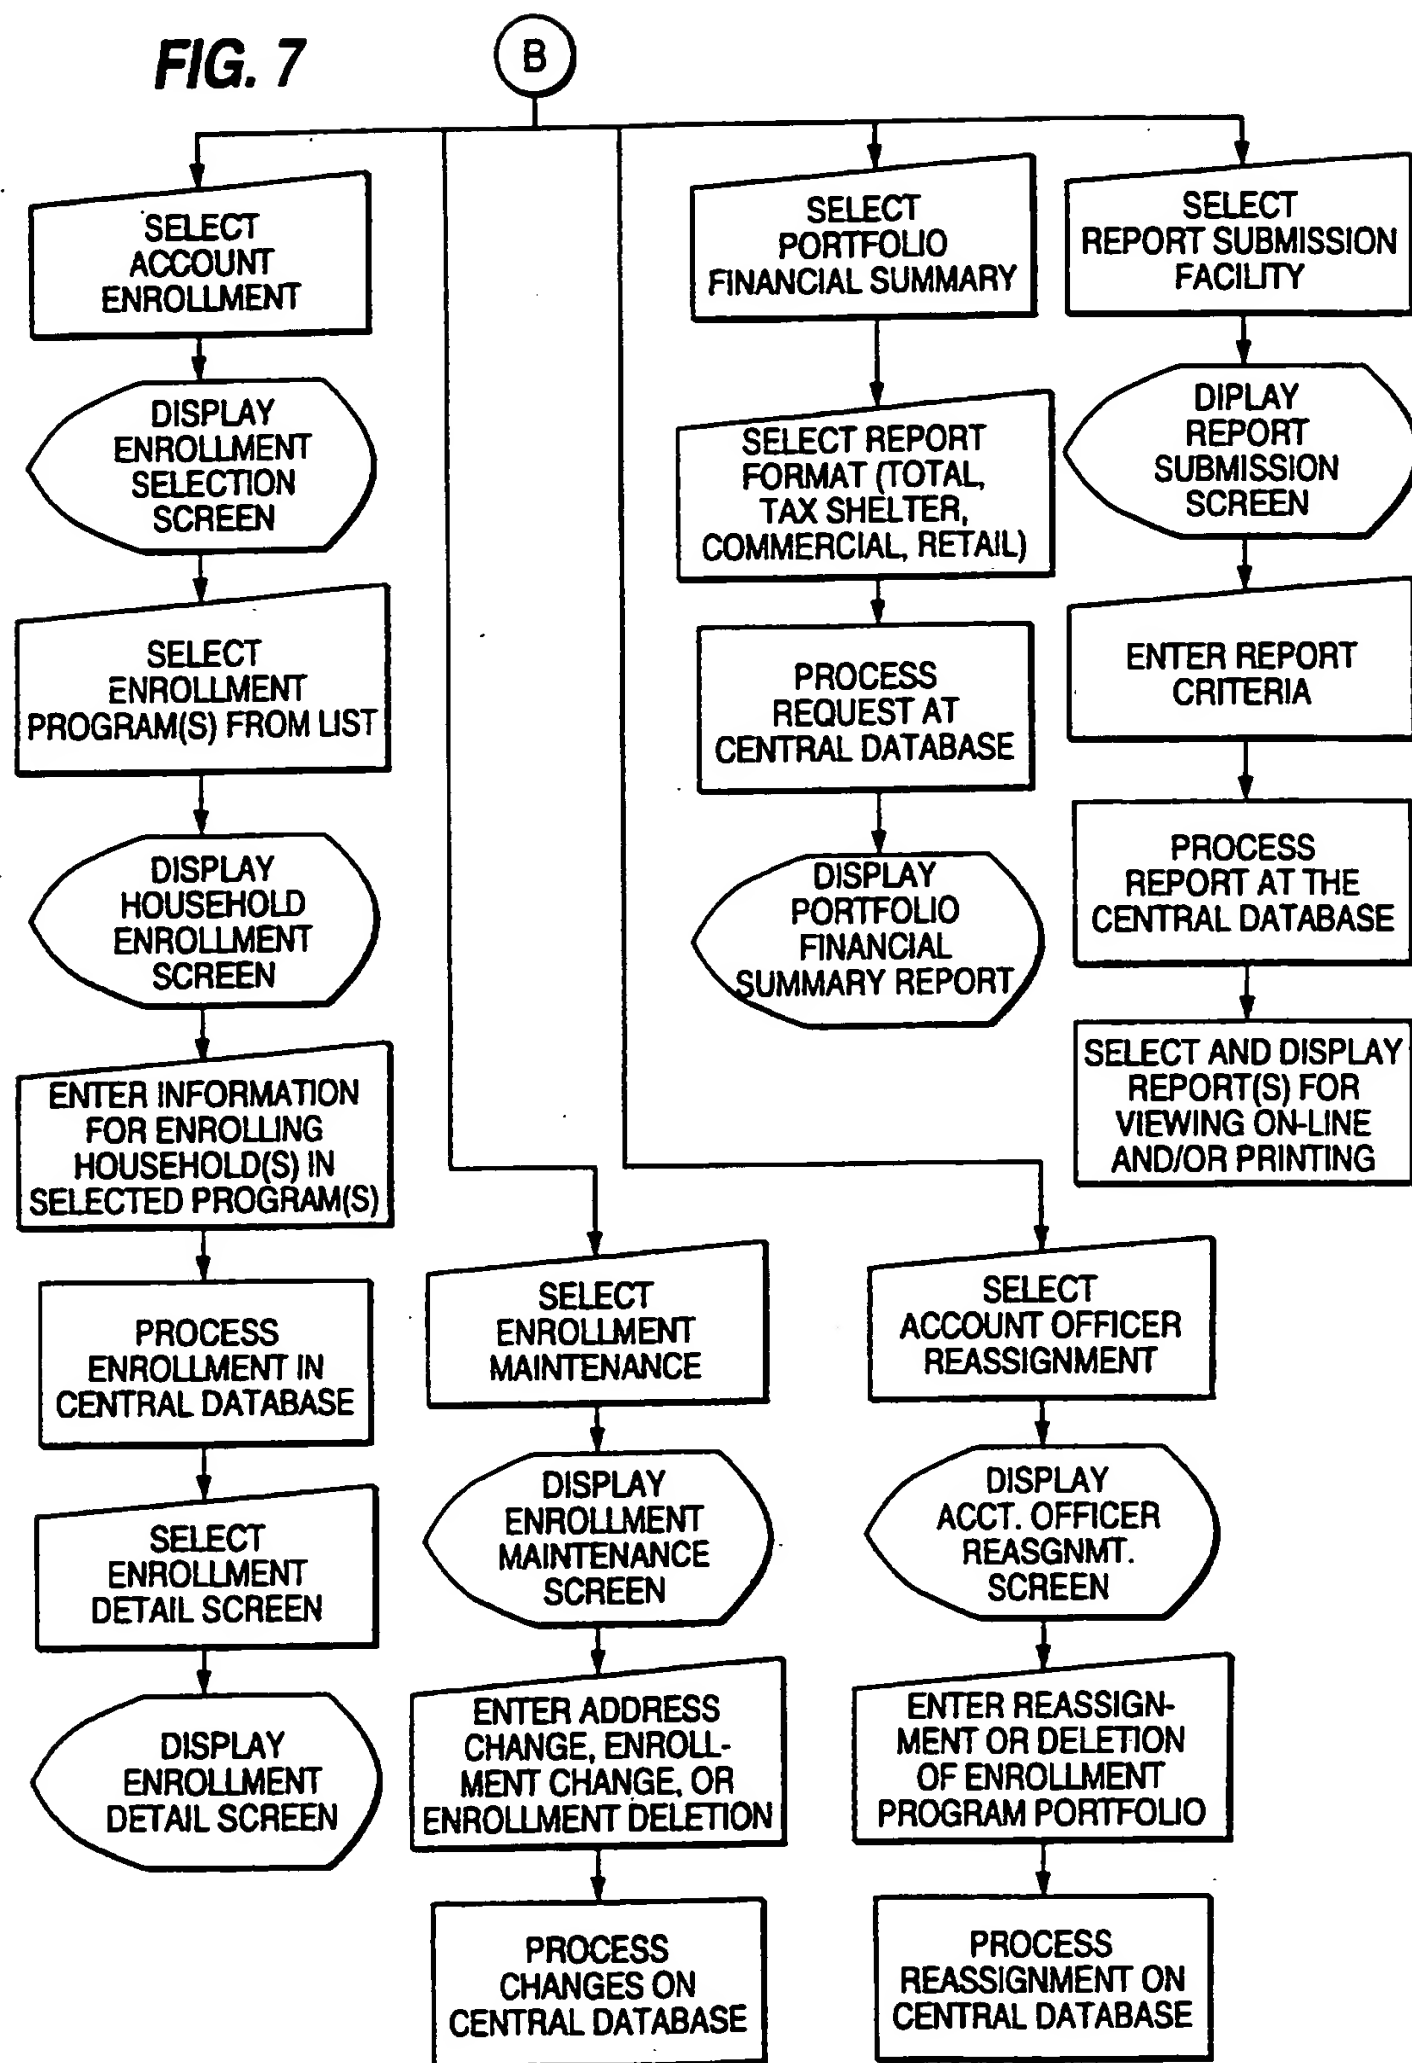 FIG. 7
B
SELECT
ACCOUNT
ENROLLMENT
DISPLAY
ENROLLMENT
SELECTION
SCREEN
SELECT
ENROLLMENT
PROGRAM(S) FROM LIST
DISPLAY
HOUSEHOLD
ENROLLMENT
SCREEN
ENTER INFORMATION
FOR ENROLLING
HOUSEHOLD(S) IN
SELECTED PROGRAM(S)
PROCESS
ENROLLMENT IN
CENTRAL DATABASE
SELECT
ENROLLMENT
DETAIL SCREEN
DISPLAY
ENROLLMENT
DETAIL SCREEN
SELECT
ENROLLMENT
MAINTENANCE
DISPLAY
ENROLLMENT
MAINTENANCE
SCREEN
ENTER ADDRESS
CHANGE, ENROLL-
MENT CHANGE, OR
ENROLLMENT DELETION
PROCESS
CHANGES ON
CENTRAL DATABASE
SELECT
PORTFOLIO
FINANCIAL SUMMARY
SELECT REPORT
FORMAT (TOTAL,
TAX SHELTER,
COMMERCIAL, RETAIL)
PROCESS
REQUEST AT
CENTRAL DATABASE
DISPLAY
PORTFOLIO
FINANCIAL
SUMMARY REPORT
SELECT
ACCOUNT OFFICER
REASSIGNMENT
DISPLAY
ACCT. OFFICER
REASGNMT.
SCREEN
ENTER REASSIGN-
MENT OR DELETION
OF ENROLLMENT
PROGRAM PORTFOLIO
PROCESS
REASSIGNMENT ON
CENTRAL DATABASE
SELECT
REPORT SUBMISSION
FACILITY
DIPLAY
REPORT
SUBMISSION
SCREEN
ENTER REPORT
CRITERIA
PROCESS
REPORT AT THE
CENTRAL DATABASE
SELECT AND DISPLAY
REPORT(S) FOR
VIEWING ON-LINE
AND/OR PRINTING